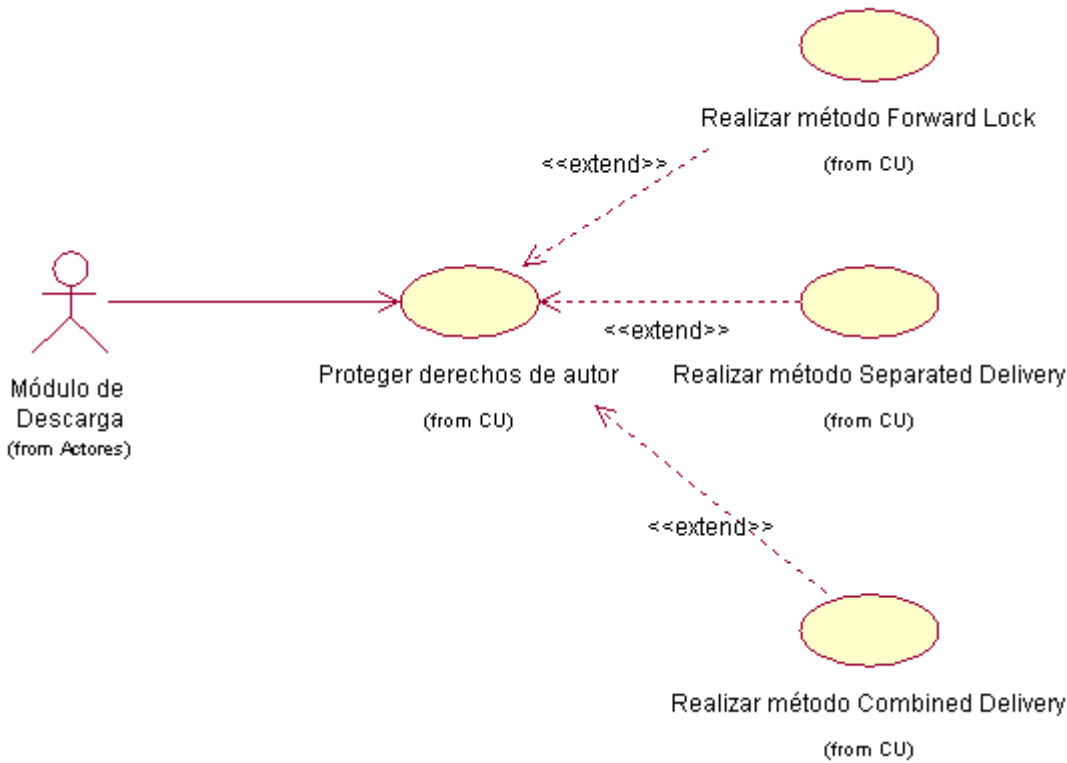 Realizar método Forward Lock
(from CU)
<<extend>>
Módulo de
Descarga
(from Actores)
Proteger derechos de autor
(from CU)
<<extend>>
Realizar método Separated Delivery
(from CU)
<<extend>>
Realizar método Combined Delivery
(from CU)